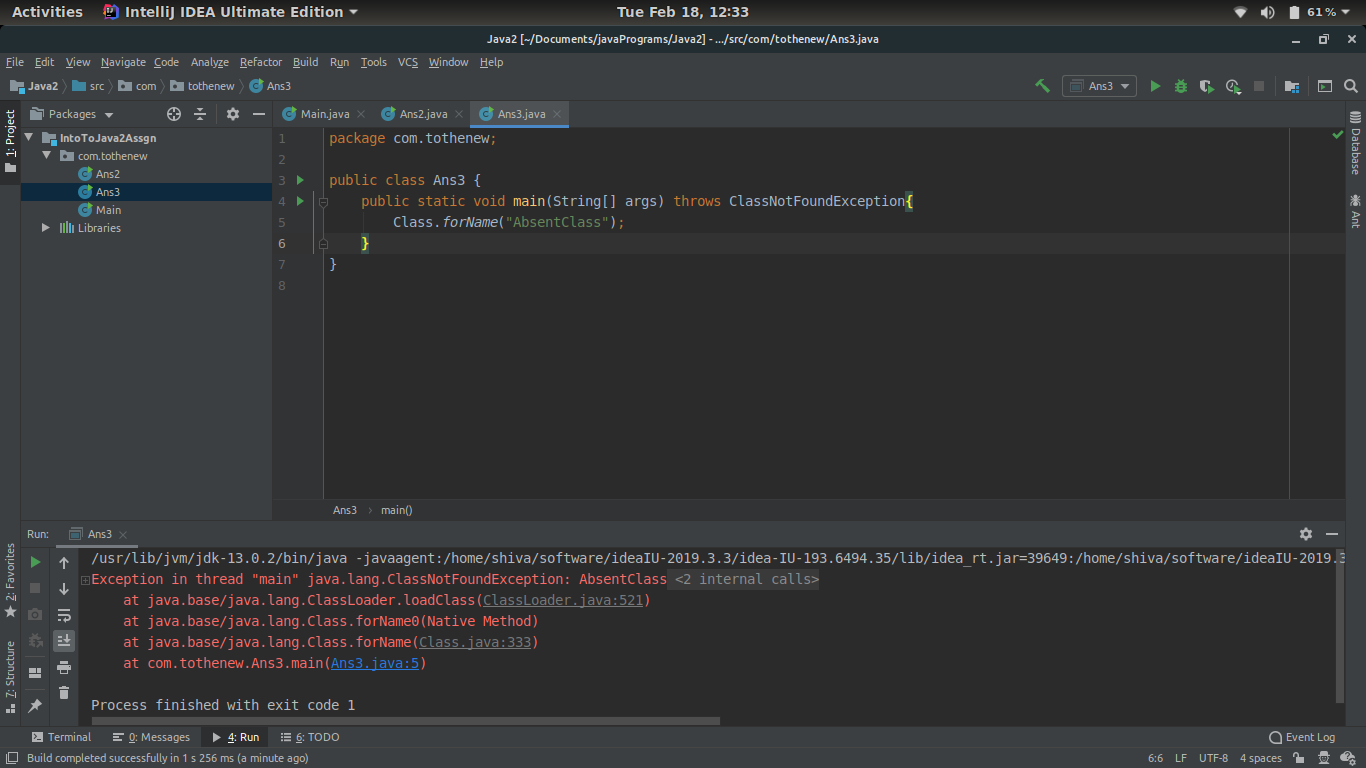 Activities IntelliJ IDEA Ultimate Edition Tue Feb 18, 12:33 61%
Java2 [~/Documents/javaPrograms/Java2] - .../src/com/tothenew/Ans3.java
File Edit View Navigate Code Analyze Refactor Build Run Tools VCS Window Help
Java2 src com tothenew Ans3 Ans3
Packages Main.java Ans2.java Ans3.java
1: Project
IntoToJava2Assgn
com.tothenew
Ans2
Ans3
Main
Libraries
1 package com.tothenew;
2
3 public class Ans3 {
4 public static void main(String[] args) throws ClassNotFoundException{
5 Class.forName("AbsentClass");
6 }
7 }
8
Database
Ant
Ans3 › main()
2: Favorites
7: Structure
Run: Ans3
/usr/lib/jvm/jdk-13.0.2/bin/java -javaagent:/home/shiva/software/ideaIU-2019.3.3/idea-IU-193.6494.35/lib/idea_rt.jar=39649:/home/shiva/software/ideaIU-2019.3
Exception in thread "main" java.lang.ClassNotFoundException: AbsentClass <2 internal calls>
at java.base/java.lang.ClassLoader.loadClass(ClassLoader.java:521)
at java.base/java.lang.Class.forName0(Native Method)
at java.base/java.lang.Class.forName(Class.java:333)
at com.tothenew.Ans3.main(Ans3.java:5)
Process finished with exit code 1
Terminal 0: Messages 4: Run 6: TODO Event Log
Build completed successfully in 1 s 256 ms (a minute ago) 6:6 LF UTF-8 4 spaces